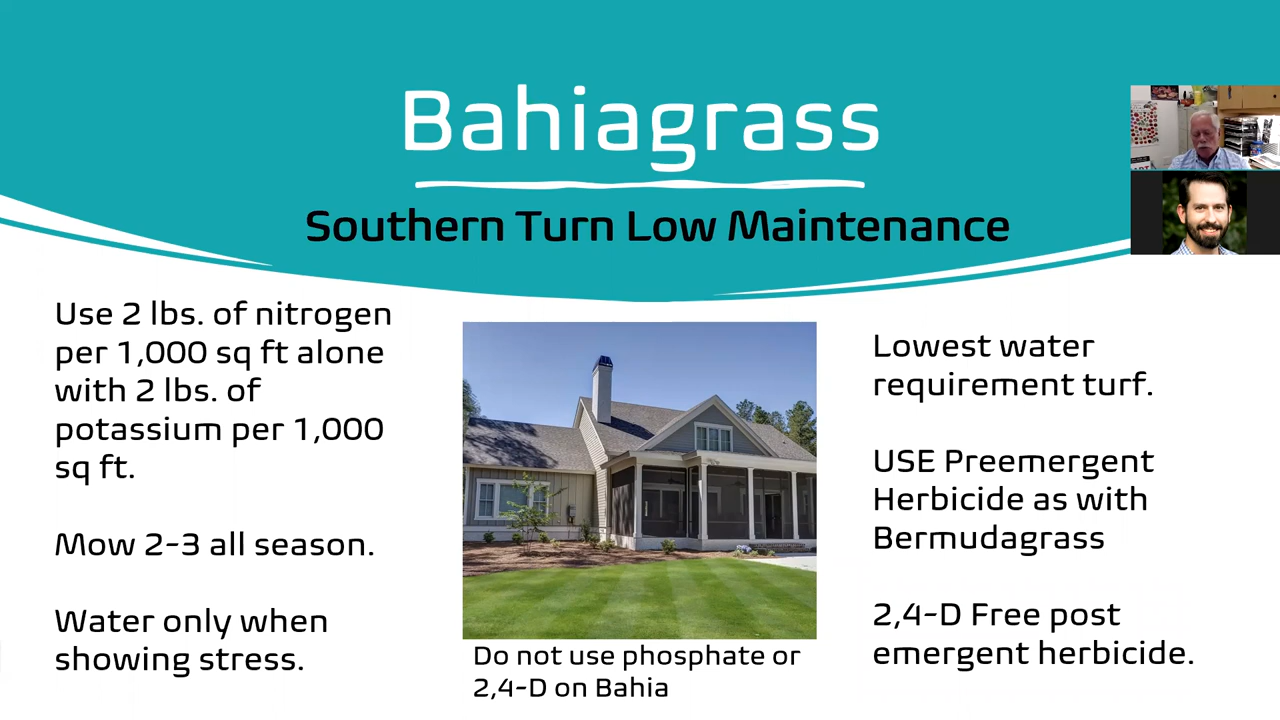 Bahiagrass
Southern Turn Low Maintenance
Use 2 lbs. of nitrogen
per 1,000 sq ft alone
with 2 lbs. of
potassium per 1,000
sq ft.
Mow 2-3 all season.
Water only when
showing stress.
Do not use phosphate or
2,4-D on Bahia
Lowest water
requirement turf.
USE Preemergent
Herbicide as with
Bermudagrass
2,4-D Free post
emergent herbicide.